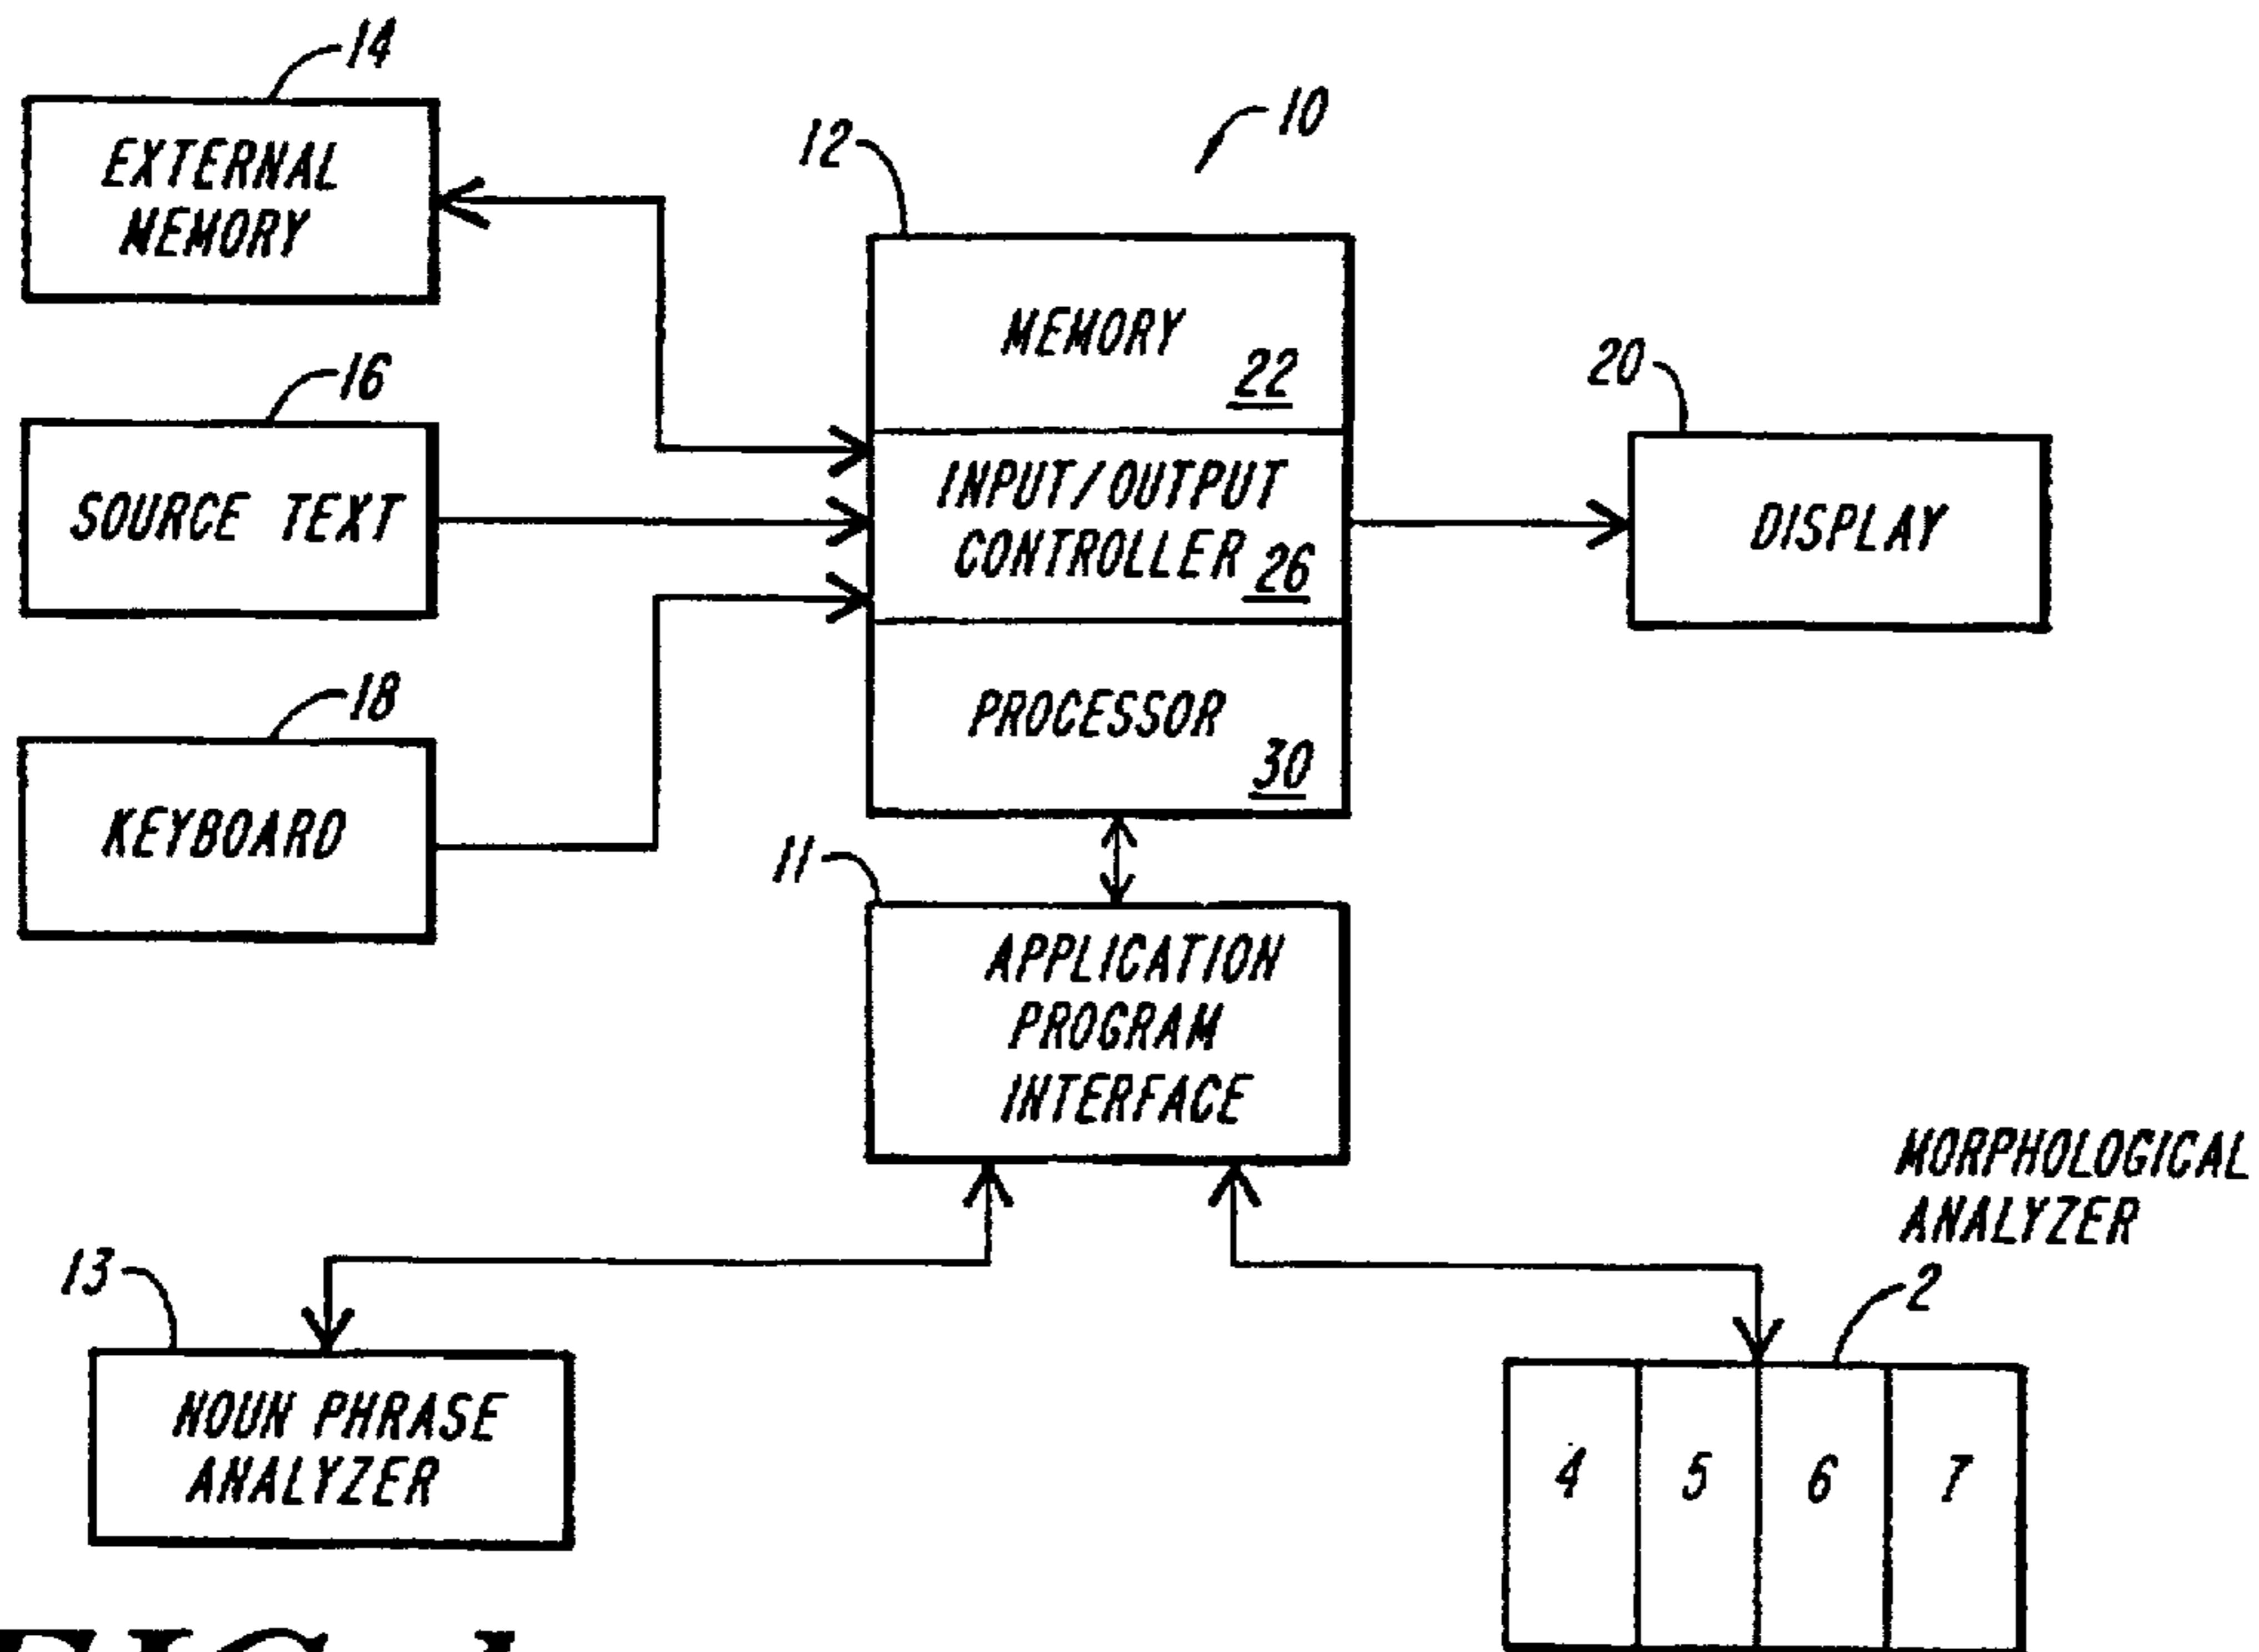 14
EXTERNAL
MEMORY
10
12
MEMORY
22
16
SOURCE TEXT
INPUT/OUTPUT
CONTROLLER 26
20
DISPLAY
18
KEYBOARD
PROCESSOR
30
11
APPLICATION
PROGRAM
INTERFACE
MORPHOLOGICAL
ANALYZER
2
13
NOUN PHRASE
ANALYZER
4 5 6 7